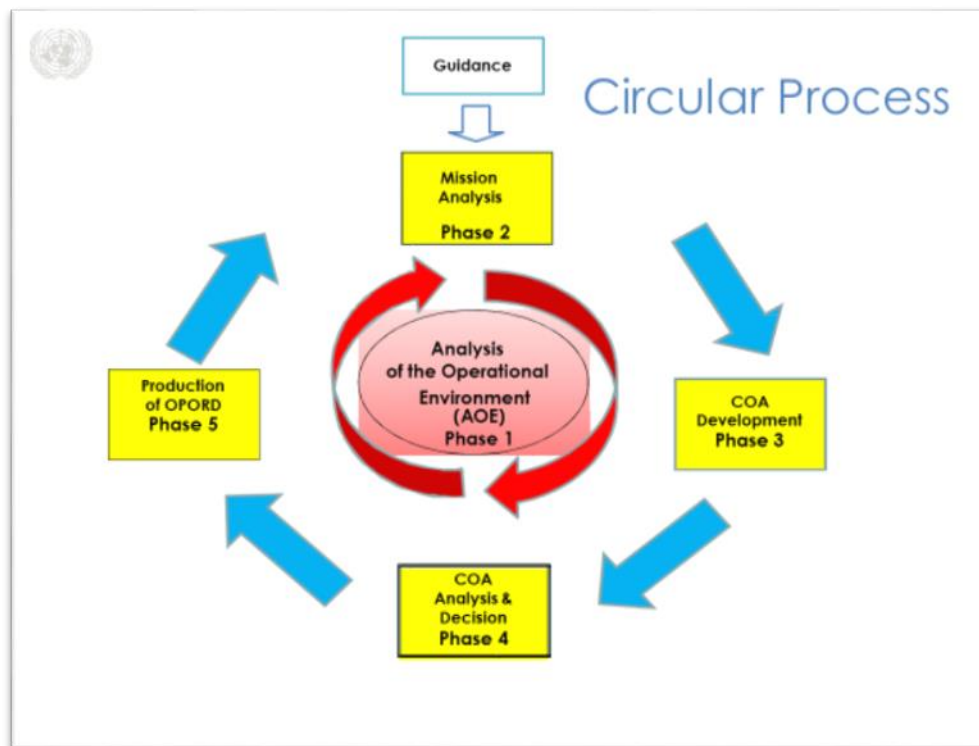 Guidance
Circular Process
Mission
Analysis
Phase 2
Analysis
of the Operational
Environment
(AOE)
Phase 1
Production
of OPORD
Phase 5
COA
Development
Phase 3
COA
Analysis &
Decision
Phase 4